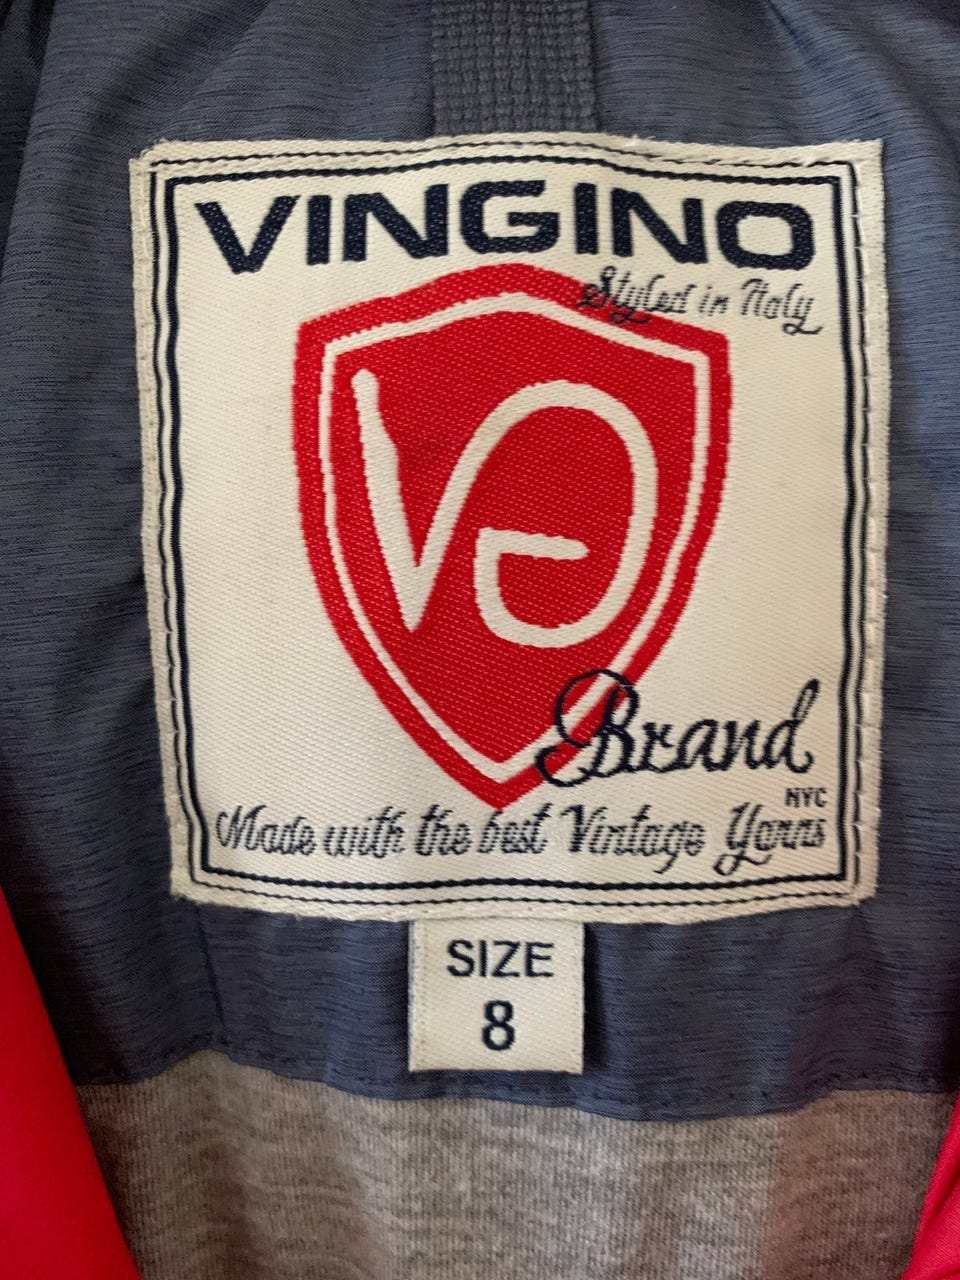 VINGINO
Styled in Italy
VG
Brand
NYC
Made with the best Vintage Yarns
SIZE
8